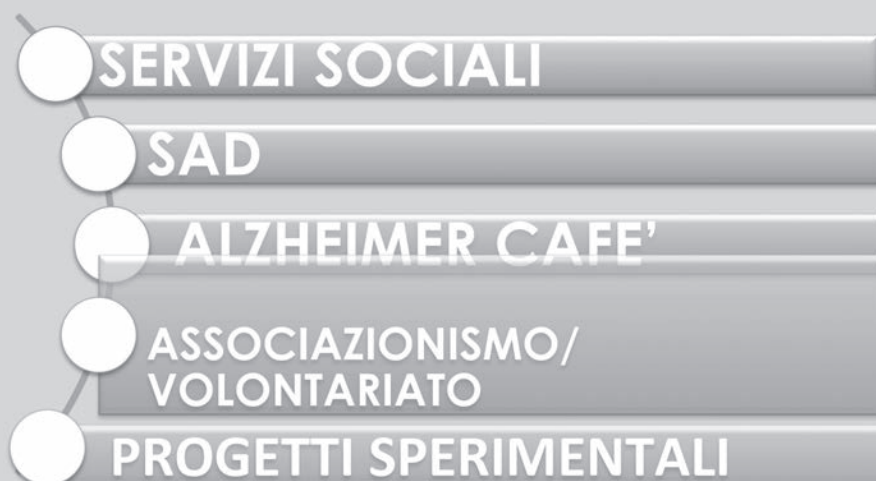 SERVIZI SOCIALI
SAD
ALZHEIMER CAFE’
ASSOCIAZIONISMO/
VOLONTARIATO
PROGETTI SPERIMENTALI